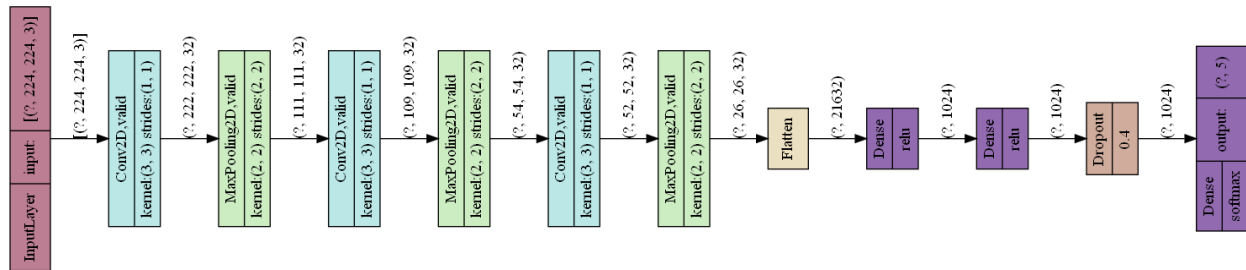 InputLayer
input:
[(?, 224, 224, 3)]
[(?, 224, 224, 3)]
Conv2D,valid
kernel:(3, 3) strides:(1, 1)
(?, 222, 222, 32)
MaxPooling2D,valid
kernel:(2, 2) strides:(2, 2)
(?, 111, 111, 32)
Conv2D,valid
kernel:(3, 3) strides:(1, 1)
(?, 109, 109, 32)
MaxPooling2D,valid
kernel:(2, 2) strides:(2, 2)
(?, 54, 54, 32)
Conv2D,valid
kernel:(3, 3) strides:(1, 1)
(?, 52, 52, 32)
MaxPooling2D,valid
kernel:(2, 2) strides:(2, 2)
(?, 26, 26, 32)
Flatten
(?, 21632)
Dense
relu
(?, 1024)
Dense
relu
(?, 1024)
Dropout
0.4
(?, 1024)
Dense
softmax
output:
(?, 5)